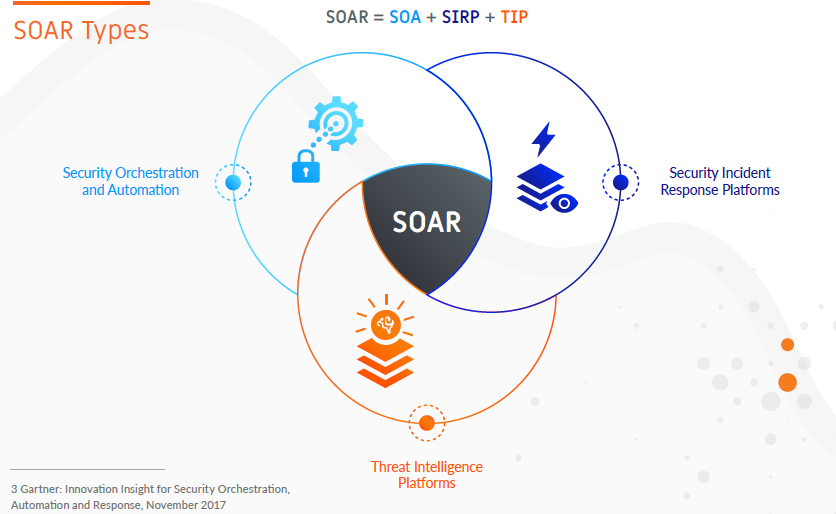 SOAR Types
SOAR = SOA + SIRP + TIP
Security Orchestration
and Automation
Security Incident
Response Platforms
SOAR
Threat Intelligence
Platforms
3 Gartner: Innovation Insight for Security Orchestration,
Automation and Response, November 2017